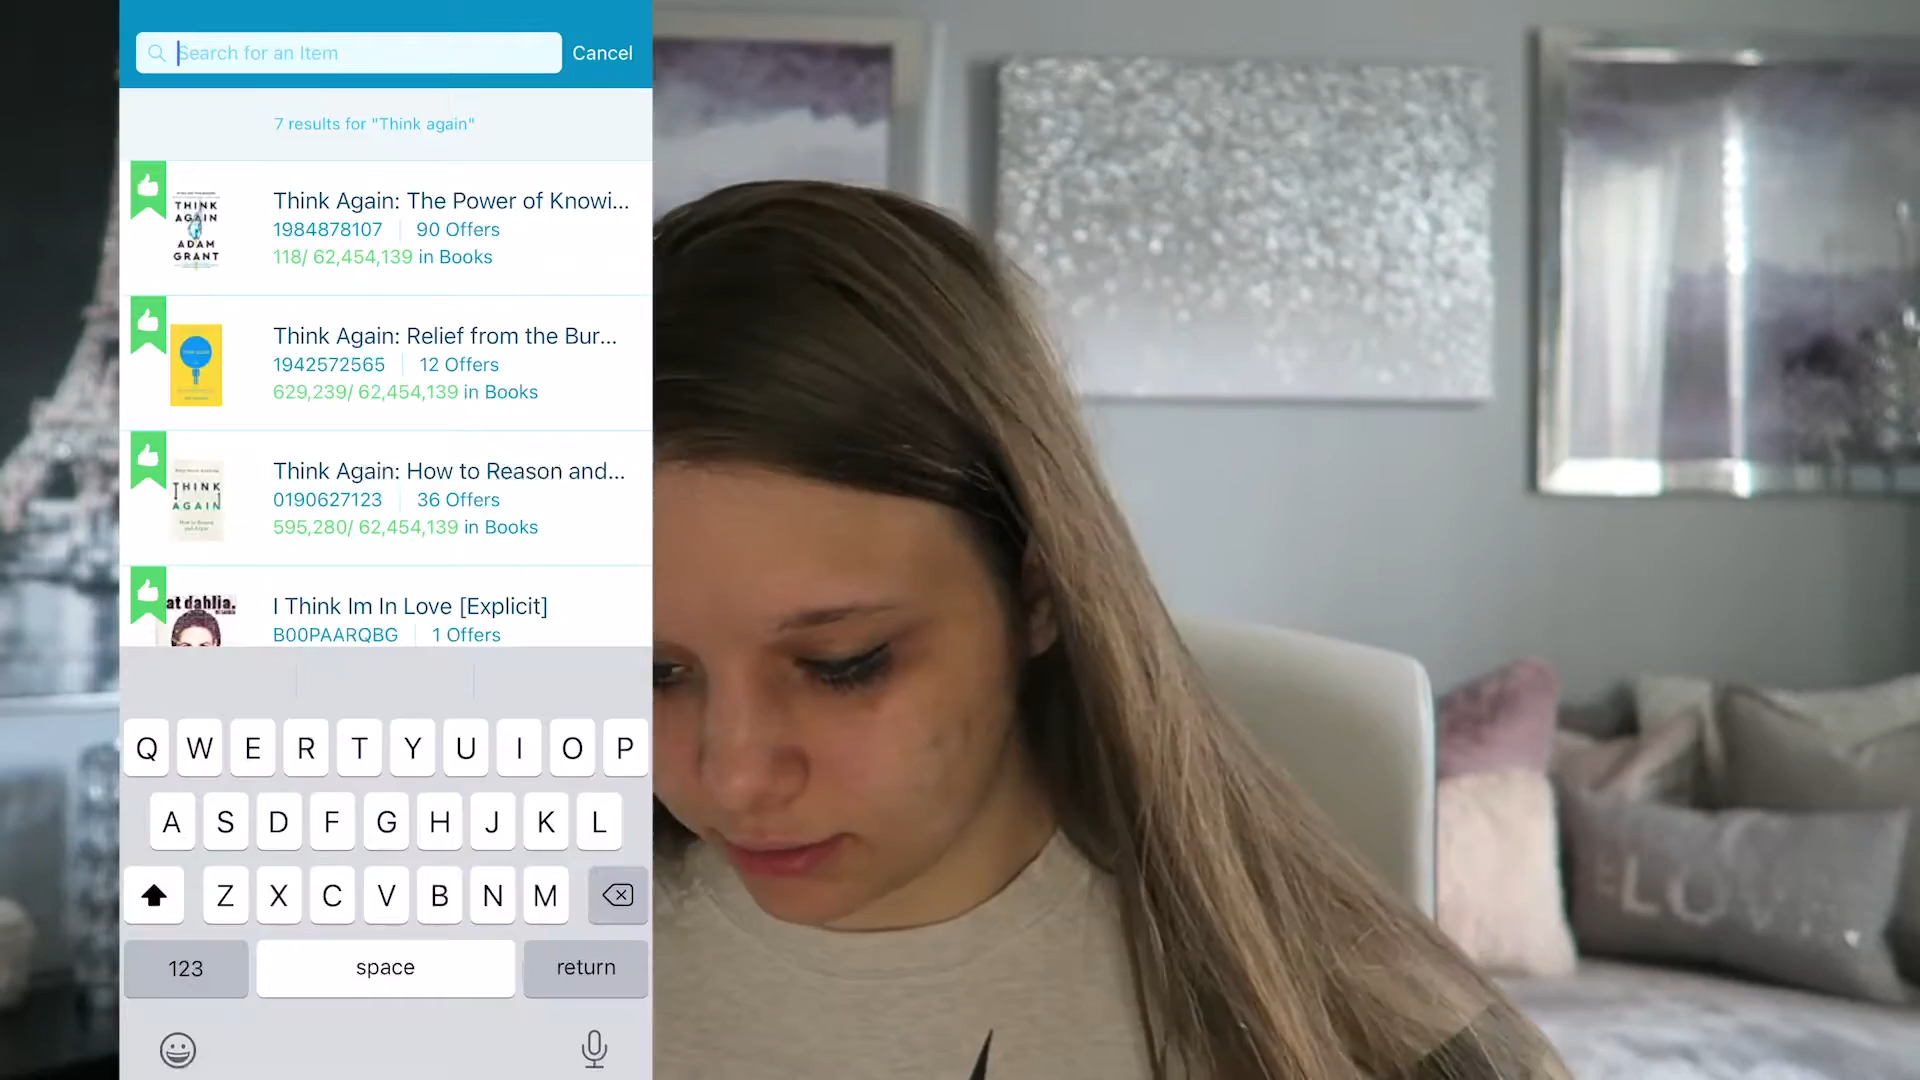 Search for an Item
Cancel
7 results for "Think again"
THINK
AGAIN
ADAM
GRANT
Think Again: The Power of Knowi...
1984878107
90 Offers
118/ 62,454,139 in Books
Think Again: Relief from the Bur...
1942572565
12 Offers
629,239/ 62,454,139 in Books
THINK
AGAIN
Think Again: How to Reason and...
0190627123
36 Offers
595,280/ 62,454,139 in Books
at dahlia.
I Think Im In Love [Explicit]
B00PAARQBG
1 Offers
Q W E R T Y U I O P
A S D F G H J K L
Z X C V B N M
123
space
return
LOVE